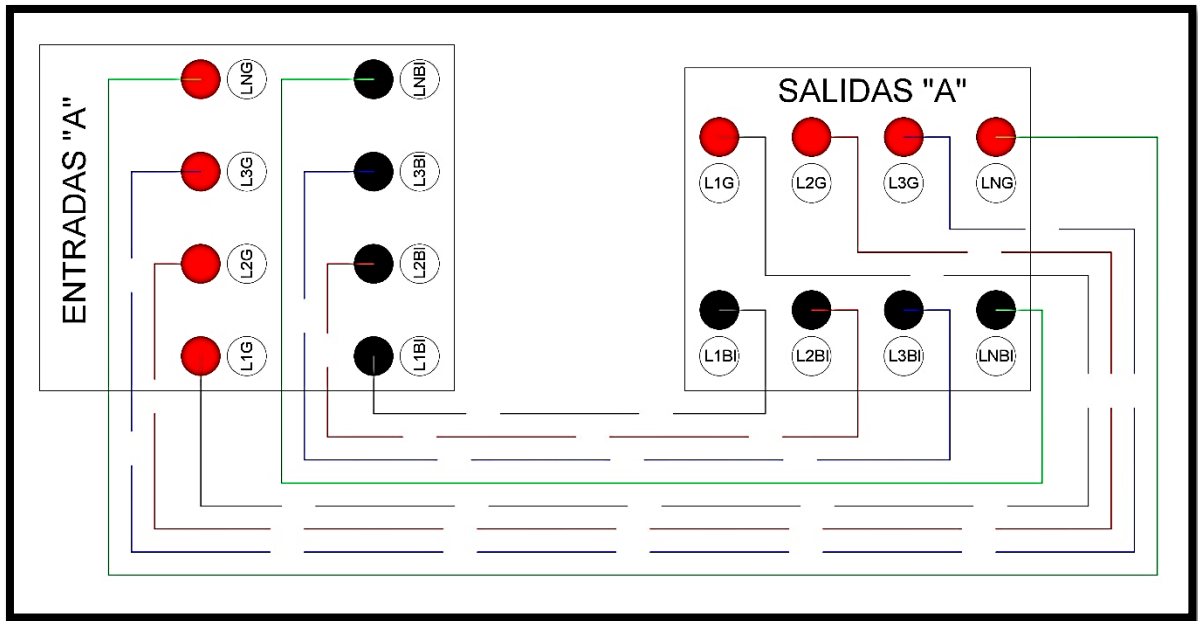 ENTRADAS "A"
LNG
LNBI
L3G
L3BI
L2G
L2BI
L1G
L1BI
SALIDAS "A"
L1G
L2G
L3G
LNG
L1BI
L2BI
L3BI
LNBI